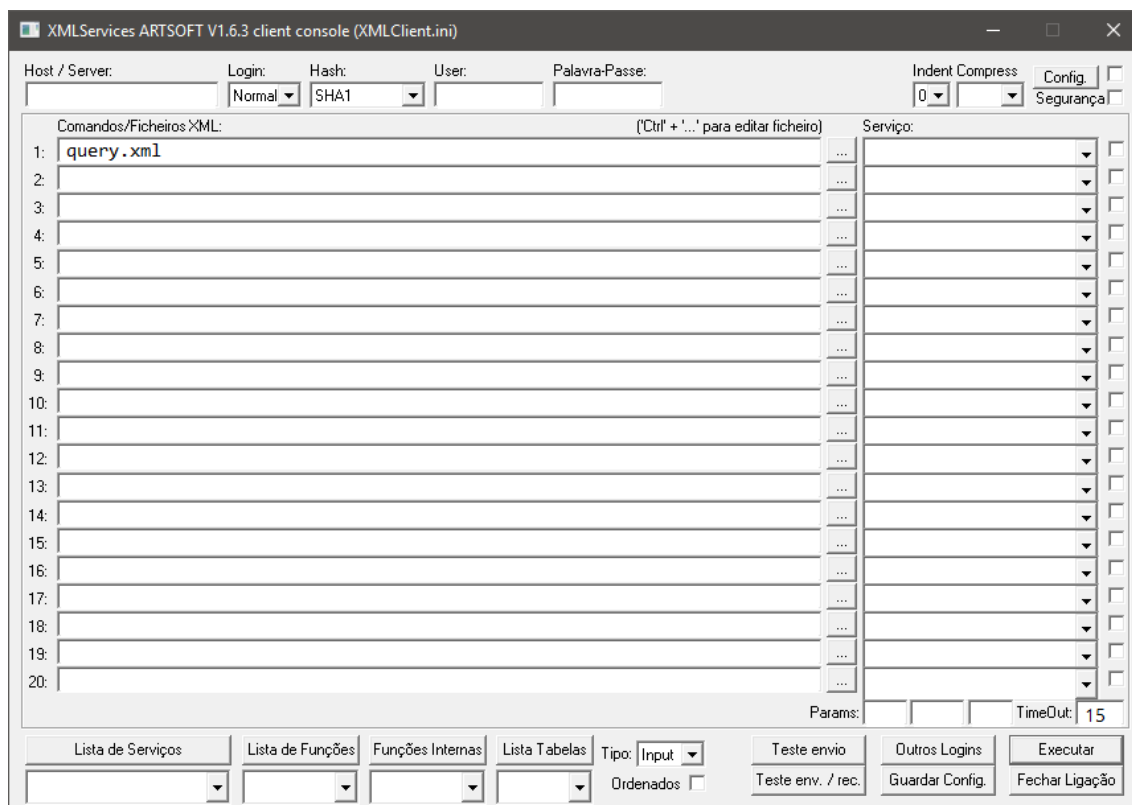 XMLServices ARTSOFT V1.6.3 client console (XMLClient.ini)
Host / Server: Login: Hash: User: Palavra-Passe: Indent Compress Config.
Normal SHA1 0 Segurança
Comandos/Ficheiros XML: ('Ctrl' + '...' para editar ficheiro) Serviço:
1: query.xml ...
2: ...
3: ...
4: ...
5: ...
6: ...
7: ...
8: ...
9: ...
10: ...
11: ...
12: ...
13: ...
14: ...
15: ...
16: ...
17: ...
18: ...
19: ...
20: ...
Params: TimeOut: 15
Lista de Serviços Lista de Funções Funções Internas Lista Tabelas Tipo: Input Teste envio Outros Logins Executar
Ordenados Teste env. / rec. Guardar Config. Fechar Ligação